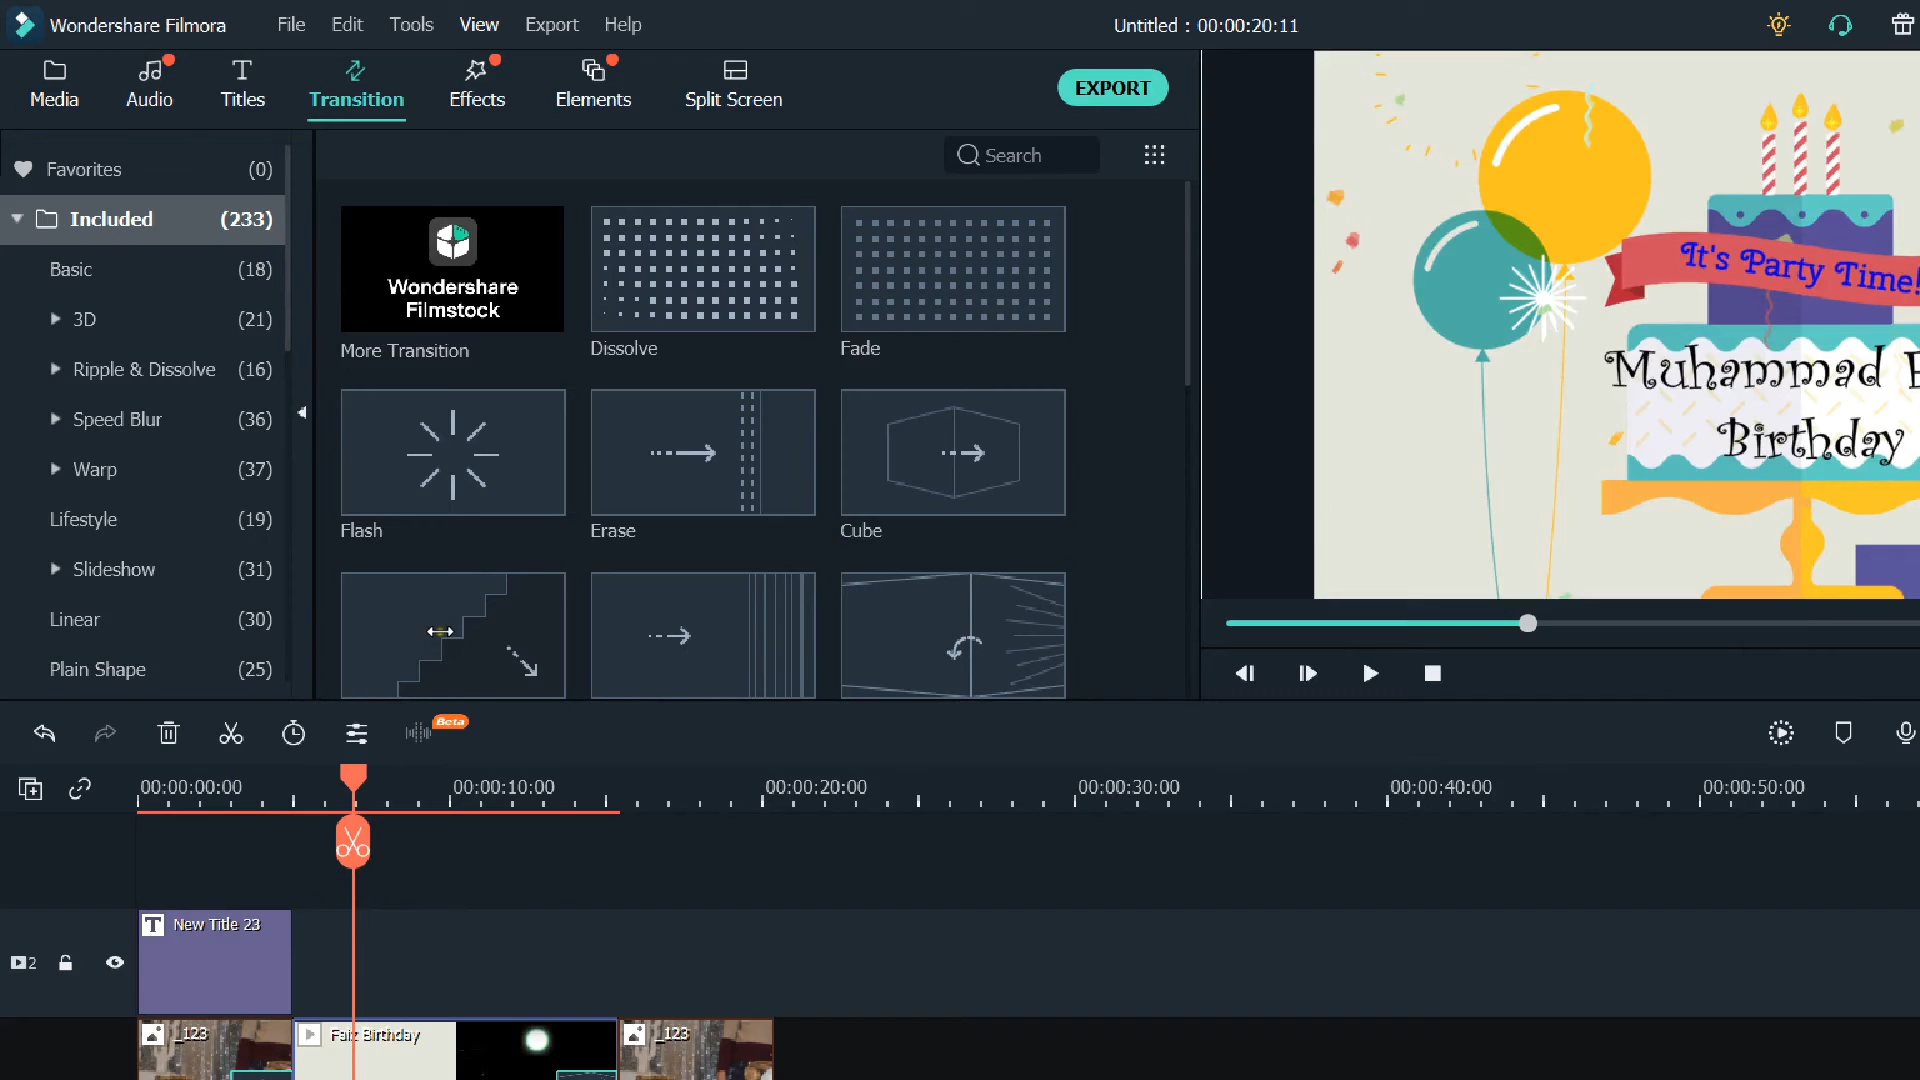 Wondershare Filmora File Edit Tools View Export Help Untitled : 00:00:20:11
Media Audio Titles Transition Effects Elements Split Screen EXPORT
Favorites (0)
Search
Included (233)
Basic (18)
3D (21)
Ripple & Dissolve (16)
Speed Blur (36)
Warp (37)
Lifestyle (19)
Slideshow (31)
Linear (30)
Plain Shape (25)
Wondershare
Filmstock
More Transition Dissolve Fade
Flash Erase Cube
It's Party Time!
Muhammad
Birthday
Beta
00:00:00:00 00:00:10:00 00:00:20:00 00:00:30:00 00:00:40:00 00:00:50:00
T New Title 23
2
_123 Faiz Birthday _123